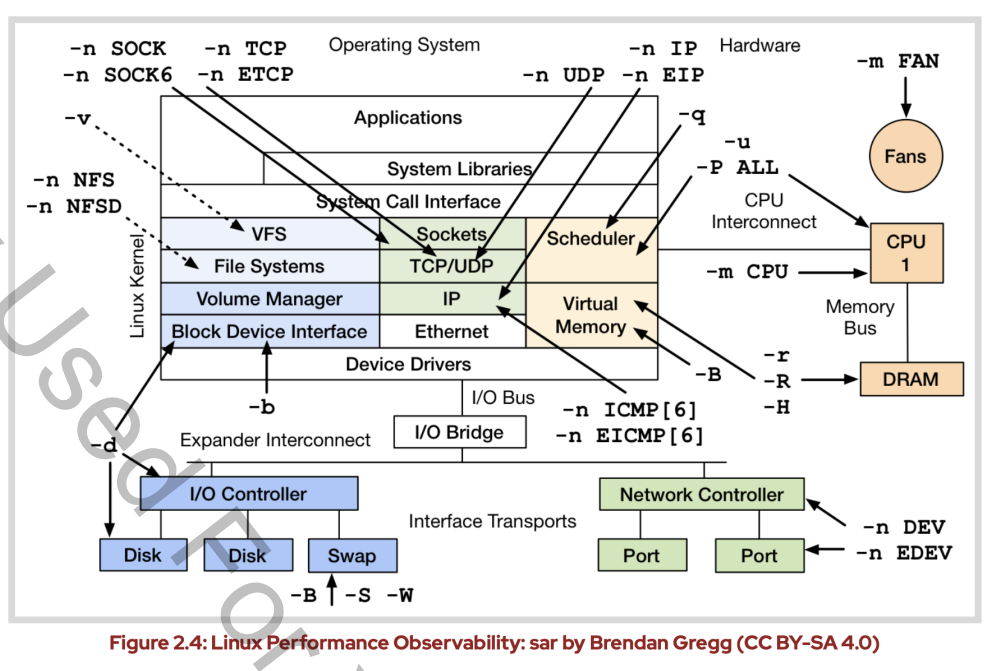 -n SOCK
-n SOCK6
-n TCP
-n ETCP
Operating System
-n UDP
-n IP
-n EIP
Hardware
-m FAN
Fans
-v
-n NFS
-n NFSD
-q
-u
-P ALL
CPU
Interconnect
CPU
1
-m CPU
Memory
Bus
-r
-R
-H
DRAM
Linux Kernel
Applications
System Libraries
System Call Interface
VFS
Sockets
Scheduler
File Systems
TCP/UDP
Volume Manager
IP
Virtual
Memory
Block Device Interface
Ethernet
Device Drivers
-B
-b
-d
I/O Bus
-n ICMP[6]
-n EICMP[6]
I/O Bridge
Expander Interconnect
I/O Controller
Network Controller
Interface Transports
Disk
Disk
Swap
Port
Port
-n DEV
-n EDEV
-B
-S -W
Used For
Figure 2.4: Linux Performance Observability: sar by Brendan Gregg (CC BY-SA 4.0)